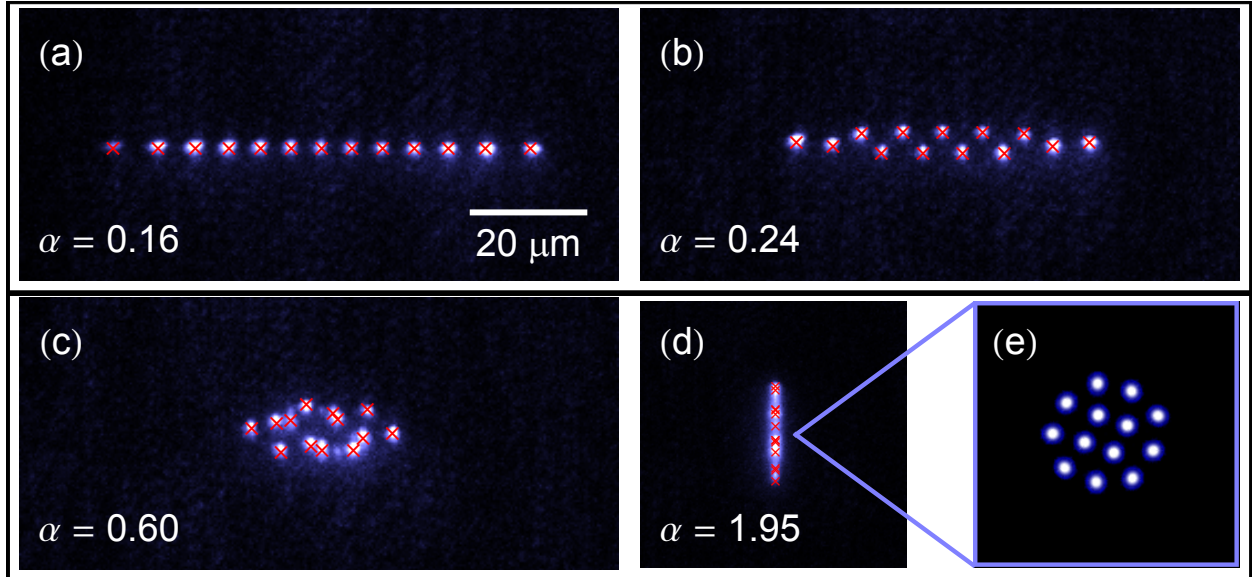 (a)
α = 0.16
20 μm
(b)
α = 0.24
(c)
α = 0.60
(d)
α = 1.95
(e)